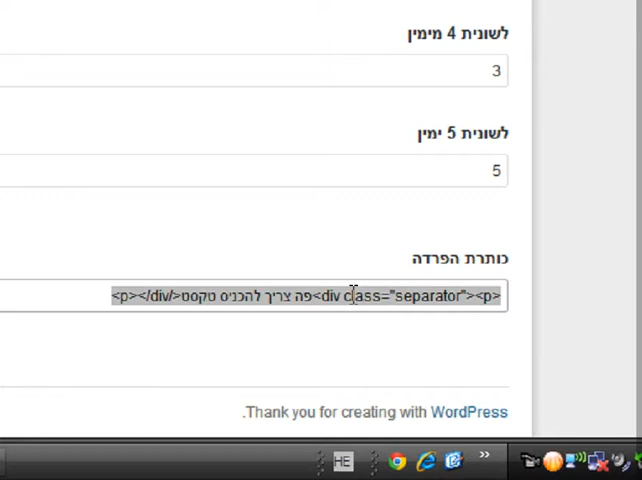 לשונית 4 מימין
3
לשונית 5 ימין
5
כותרת הפרדה
<div class="separator"><p>פה צריך להכניס טקסט</p></div>
Thank you for creating with WordPress.
HE